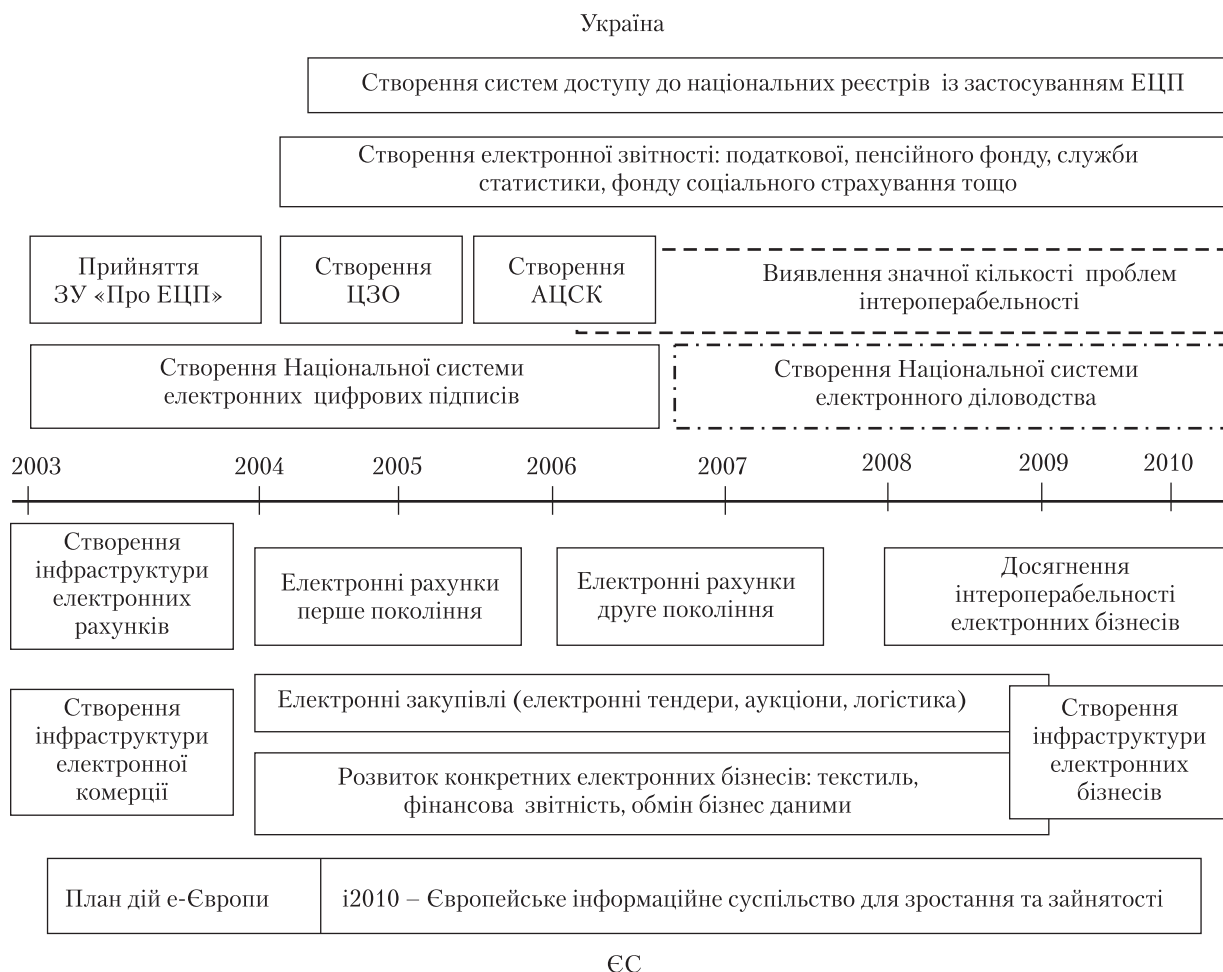 Україна
Створення систем доступу до національних реєстрів із застосуванням ЕЦП
Створення електронної звітності: податкової, пенсійного фонду, служби
статистики, фонду соціального страхування тощо
Прийняття
ЗУ «Про ЕЦП»
Створення
ЦЗО
Створення
АЦСК
Виявлення значної кількості проблем
інтероперабельності
Створення Національної системи
електронних цифрових підписів
Створення Національної системи
електронного діловодства
2003 2004 2005 2006 2007 2008 2009 2010
Створення
інфраструктури
електронних
рахунків
Електронні рахунки
перше покоління
Електронні рахунки
друге покоління
Досягнення
інтероперабельності
електронних бізнесів
Створення
інфраструктури
електронної
комерції
Електронні закупівлі (електронні тендери, аукціони, логістика)
Розвиток конкретних електронних бізнесів: текстиль,
фінансова звітність, обмін бізнес даними
Створення
інфраструктури
електронних
бізнесів
План дій е-Європи
і2010 – Європейське інформаційне суспільство для зростання та зайнятості
ЄС